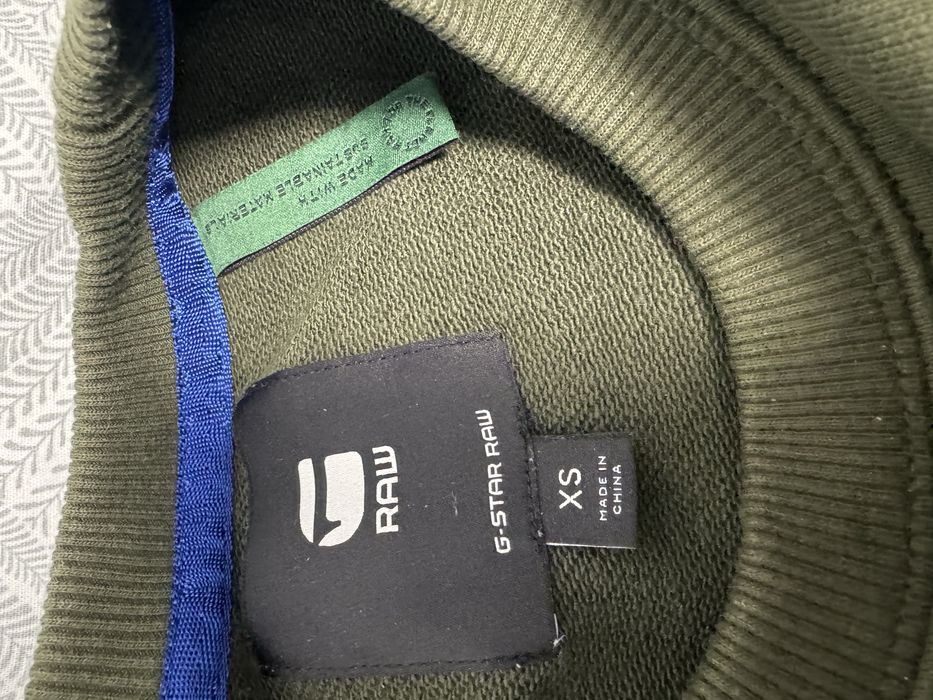 RAW
G-STAR RAW
XS
MADE IN
CHINA
MADE WITH
SUSTAINABLE MATERIALS